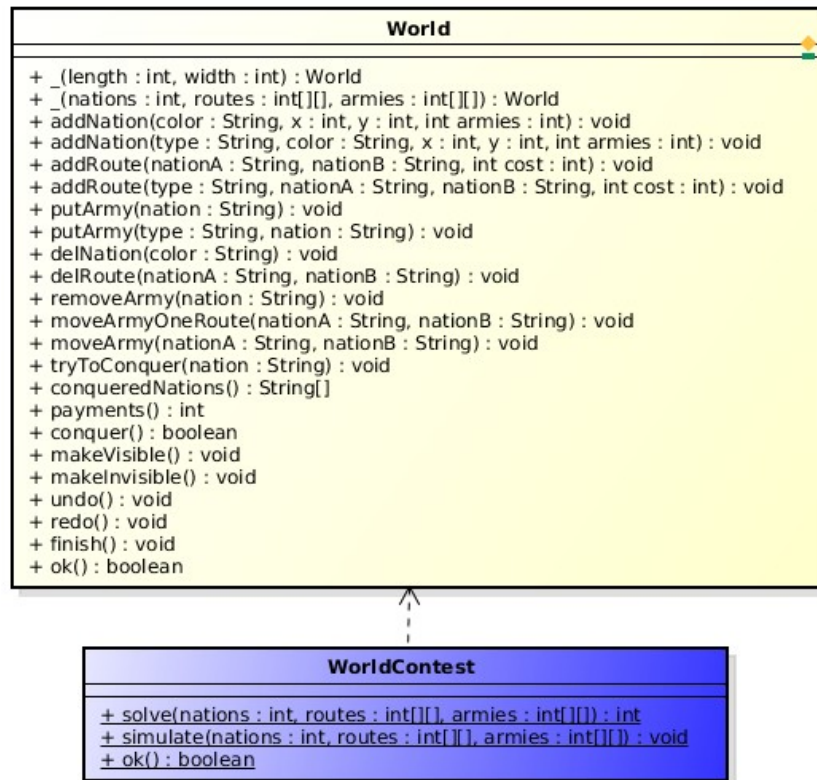 World
+ _(length : int, width : int) : World
+ _(nations : int, routes : int[][], armies : int[][]) : World
+ addNation(color : String, x : int, y : int, int armies : int) : void
+ addNation(type : String, color : String, x : int, y : int, int armies : int) : void
+ addRoute(nationA : String, nationB : String, int cost : int) : void
+ addRoute(type : String, nationA : String, nationB : String, int cost : int) : void
+ putArmy(nation : String) : void
+ putArmy(type : String, nation : String) : void
+ delNation(color : String) : void
+ delRoute(nationA : String, nationB : String) : void
+ removeArmy(nation : String) : void
+ moveArmyOneRoute(nationA : String, nationB : String) : void
+ moveArmy(nationA : String, nationB : String) : void
+ tryToConquer(nation : String) : void
+ conqueredNations() : String[]
+ payments() : int
+ conquer() : boolean
+ makeVisible() : void
+ makeInvisible() : void
+ undo() : void
+ redo() : void
+ finish() : void
+ ok() : boolean
WorldContest
+ solve(nations : int, routes : int[][], armies : int[][]) : int
+ simulate(nations : int, routes : int[][], armies : int[][]) : void
+ ok() : boolean